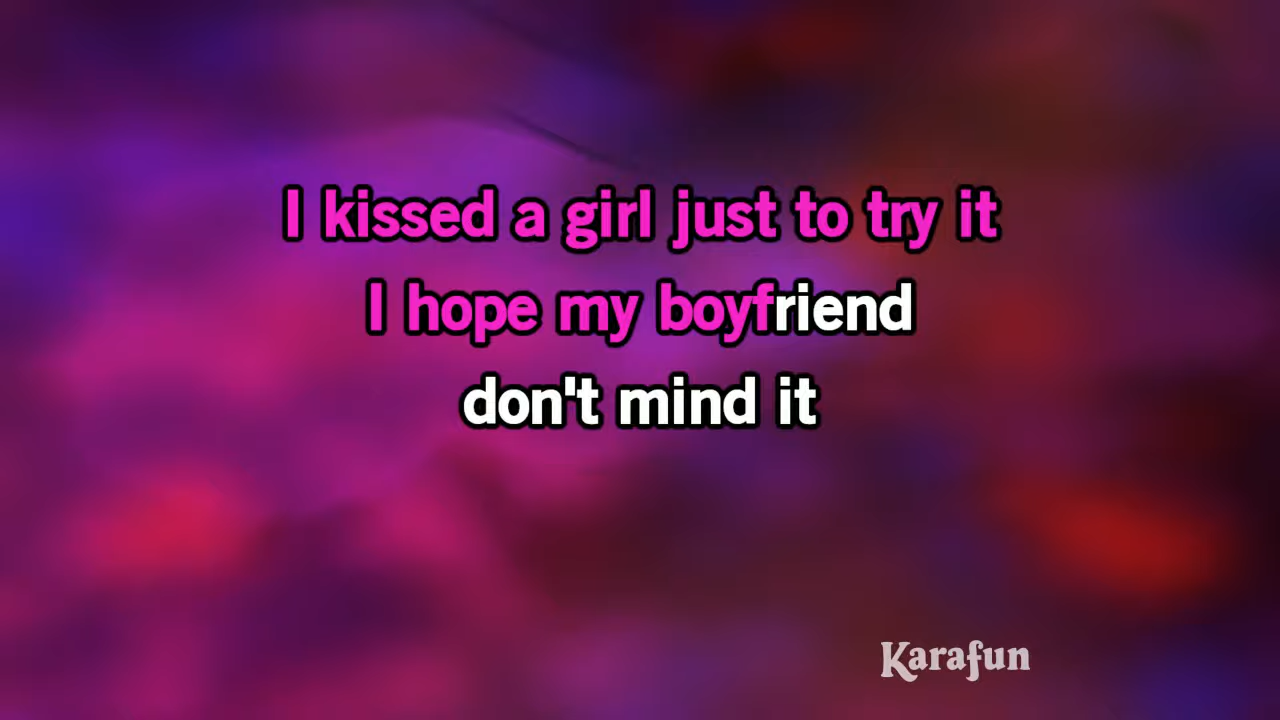 I kissed a girl just to try it
I hope my boyfriend
don't mind it
Karafun